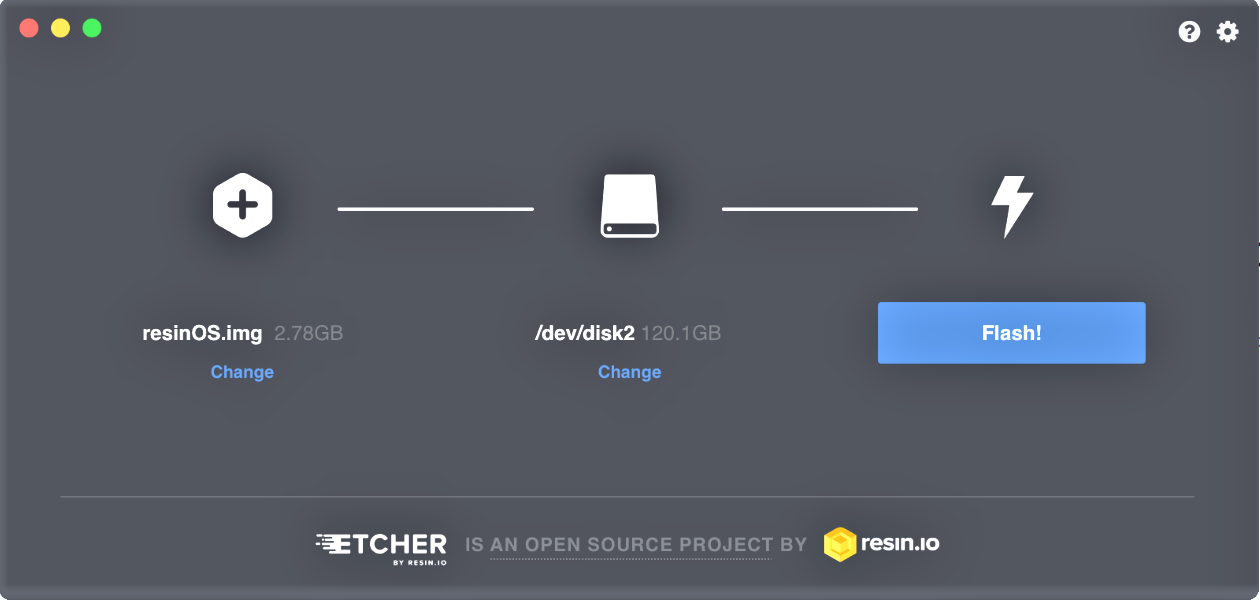 resinOS.img 2.78GB
Change
/dev/disk2 120.1GB
Change
Flash!
ETCHER
BY RESIN.IO
IS AN OPEN SOURCE PROJECT BY
resin.io